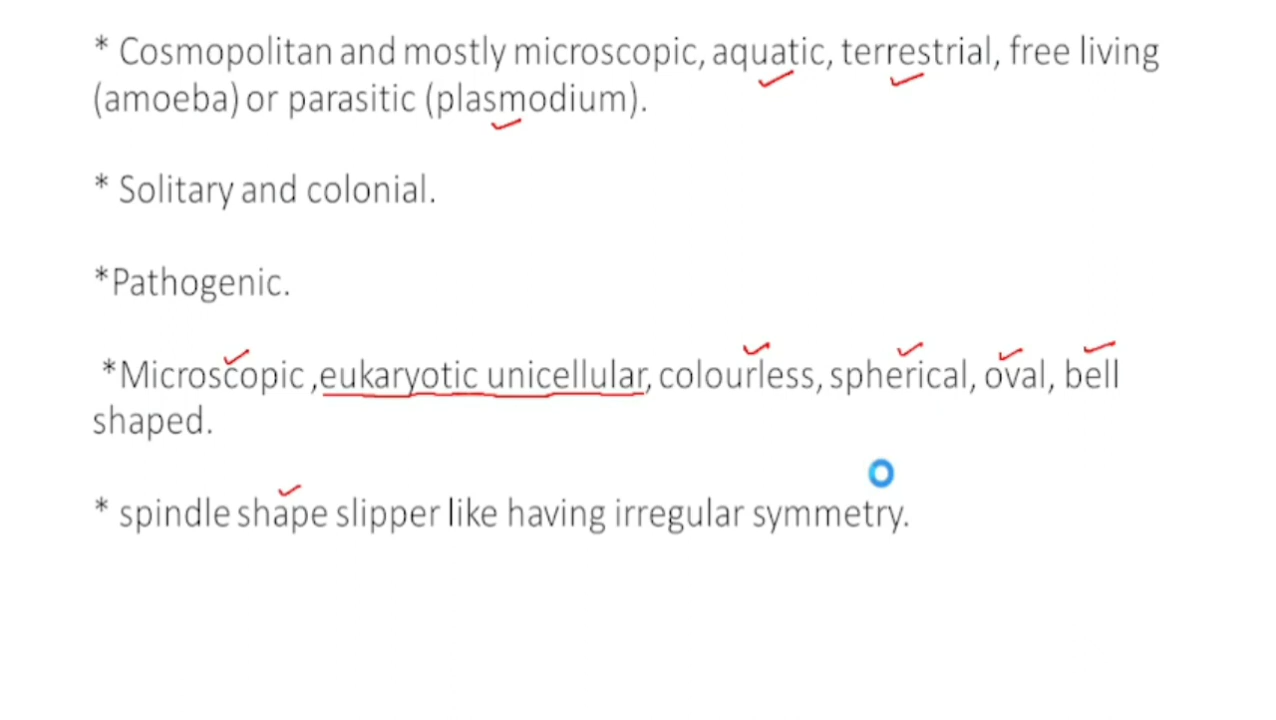 * Cosmopolitan and mostly microscopic, aquatic, terrestrial, free living
(amoeba) or parasitic (plasmodium).
* Solitary and colonial.
*Pathogenic.
*Microscopic ,eukaryotic unicellular, colourless, spherical, oval, bell
shaped.
* spindle shape slipper like having irregular symmetry.